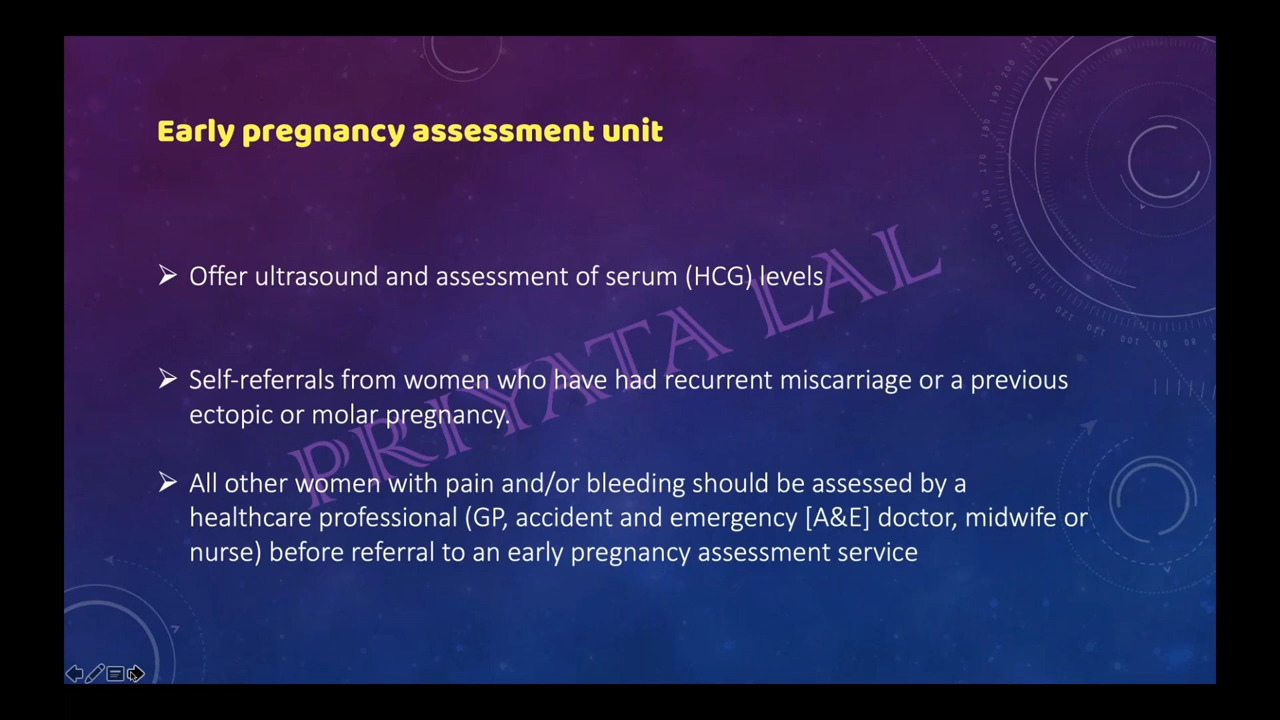 Early pregnancy assessment unit
Offer ultrasound and assessment of serum (HCG) levels
Self-referrals from women who have had recurrent miscarriage or a previous
ectopic or molar pregnancy.
All other women with pain and/or bleeding should be assessed by a
healthcare professional (GP, accident and emergency [A&E] doctor, midwife or
nurse) before referral to an early pregnancy assessment service
PRIYATA LAL